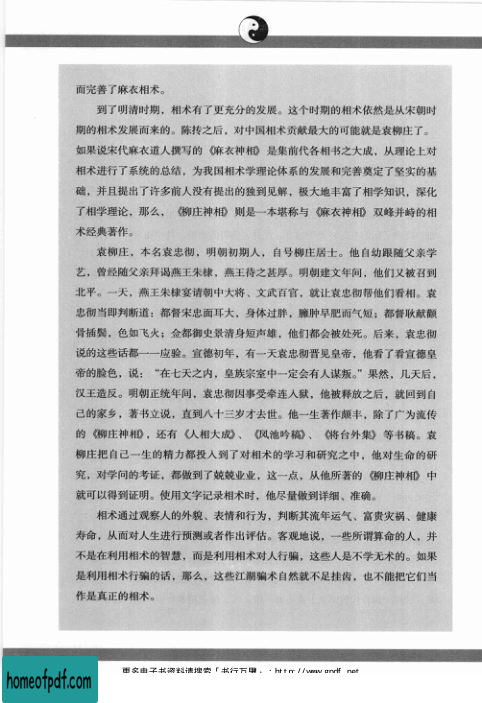 而完善了麻衣相术。
到了明清时期，相术有了更充分的发展。这个时期的相术依然是从宋朝时
期的相术发展而来的。陈抟之后，对中国相术贡献最大的可能就是袁柳庄了。
如果说宋代麻衣道人撰写的《麻衣神相》是集前代各相书之大成，从理论上对
相术进行了系统的总结，为我国相术学理论体系的发展和完善奠定了坚实的基
础，并且提出了许多前人没有提出的独到见解，极大地丰富了相学知识，深化
了相学理论，那么，《柳庄神相》则是一本堪称与《麻衣神相》双峰并峙的相
术经典著作。
袁柳庄，本名袁忠彻，明朝初期人，自号柳庄居士。他自幼跟随父亲学
艺，曾经随父亲拜谒燕王朱棣，燕王待之甚厚。明朝建文年间，他们又被召到
北平。一天，燕王朱棣宴请朝中大将、文武百官，就让袁忠彻帮他们看相。袁
忠彻当即判断道：都督宋忠面耳大，身体过胖，臃肿早肥而气短；都督耿𤩽颧
骨插鬓，色如飞火；佥都御史景清身短声雄，他们都会被处死。后来，袁忠彻
说的这些话都一一应验。宣德初年，有一天袁忠彻晋见皇帝，他看了看宣德皇
帝的脸色，说：“在七天之内，皇族宗室中一定会有人谋叛。”果然，几天后，
汉王造反。明朝正统年间，袁忠彻因事受牵连入狱，他被释放之后，就回到自
己的家乡，著书立说，直到八十三岁才去世。他一生著作颇丰，除了广为流传
的《柳庄神相》，还有《人相大成》、《凤池吟稿》、《将台外集》等书稿。袁
柳庄把自己一生的精力都投入到了对相术的学习和研究之中，他对生命的研
究，对学问的考证，都做到了兢兢业业，这一点，从他所著的《柳庄神相》中
就可以得到证明。使用文字记录相术时，他尽量做到详细、准确。
相术通过观察人的外貌、表情和行为，判断其流年运气、富贵灾祸、健康
寿命，从而对人生进行预测或者作出评估。客观地说，一些所谓算命的人，并
不是在利用相术的智慧，而是利用相术对人行骗，这些人是不学无术的。如果
是利用相术行骗的话，那么，这些江湖骗术自然就不足挂齿，也不能把它们当
作是真正的相术。
更多电子书资料请搜索「书行万里」：http://www.gpdf.net
homeofpdf.com